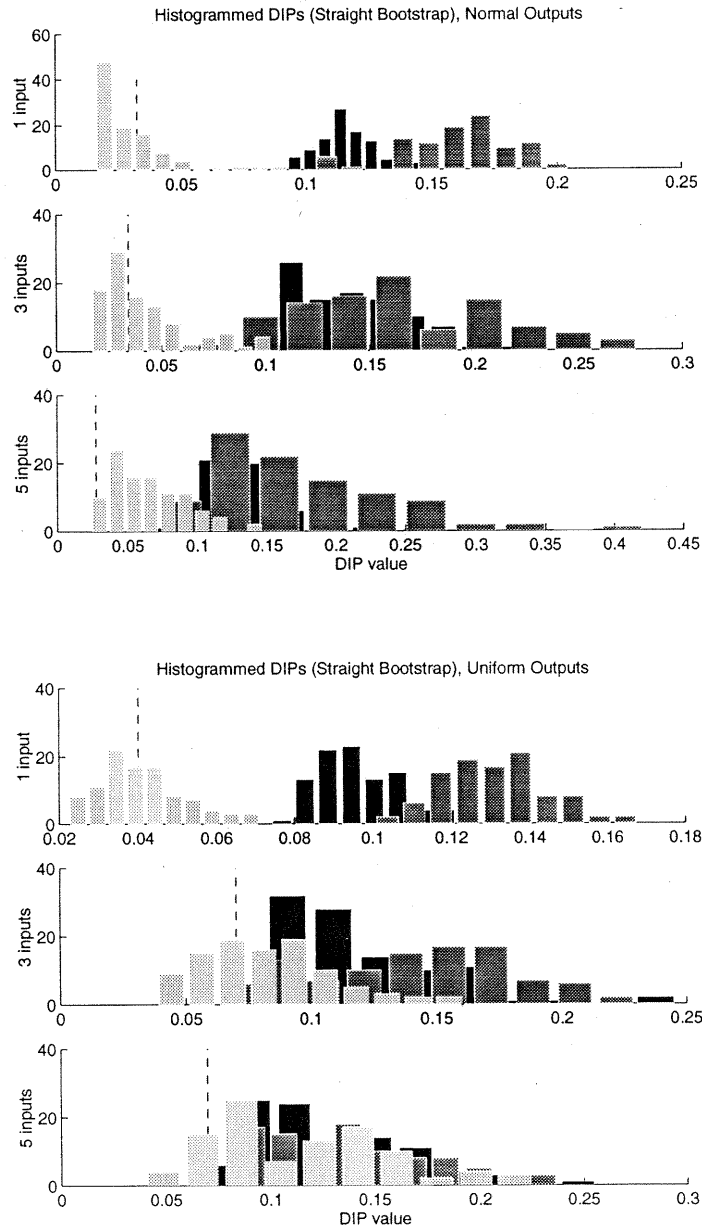 Histogrammed DIPs (Straight Bootstrap), Normal Outputs
60
40
20
0
1 input
0 0.05 0.1 0.15 0.2 0.25
40
20
0
3 inputs
0 0.05 0.1 0.15 0.2 0.25 0.3
40
20
0
5 inputs
0 0.05 0.1 0.15 0.2 0.25 0.3 0.35 0.4 0.45
DIP value
Histogrammed DIPs (Straight Bootstrap), Uniform Outputs
40
20
0
1 input
0.02 0.04 0.06 0.08 0.1 0.12 0.14 0.16 0.18
40
20
0
3 inputs
0 0.05 0.1 0.15 0.2 0.25
40
20
0
5 inputs
0 0.05 0.1 0.15 0.2 0.25 0.3
DIP value